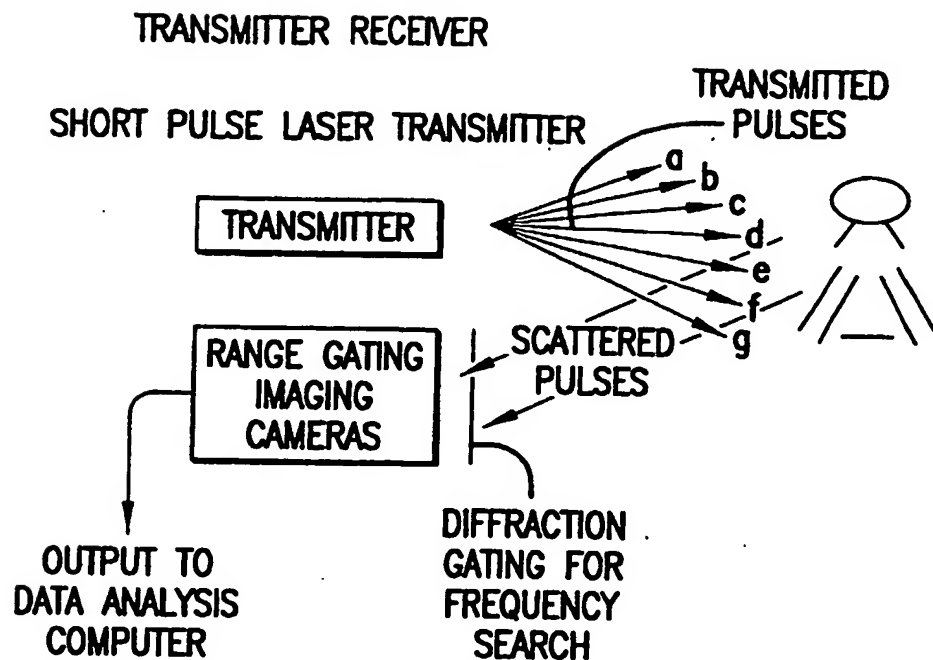 TRANSMITTER RECEIVER
SHORT PULSE LASER TRANSMITTER
TRANSMITTED
PULSES
a
b
c
d
e
f
g
TRANSMITTER
RANGE GATING
IMAGING
CAMERAS
SCATTERED
PULSES
OUTPUT TO
DATA ANALYSIS
COMPUTER
DIFFRACTION
GATING FOR
FREQUENCY
SEARCH